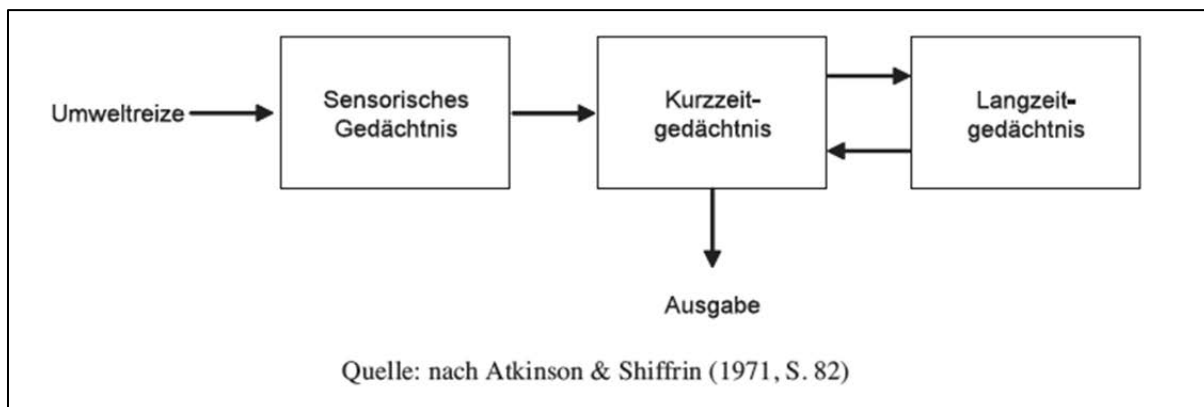 Umweltreize
Sensorisches
Gedächtnis
Kurzzeit-
gedächtnis
Langzeit-
gedächtnis
Ausgabe
Quelle: nach Atkinson & Shiffrin (1971, S. 82)